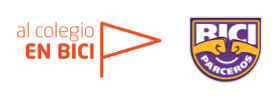 al colegio
EN BICI
BICI
PARCEROS